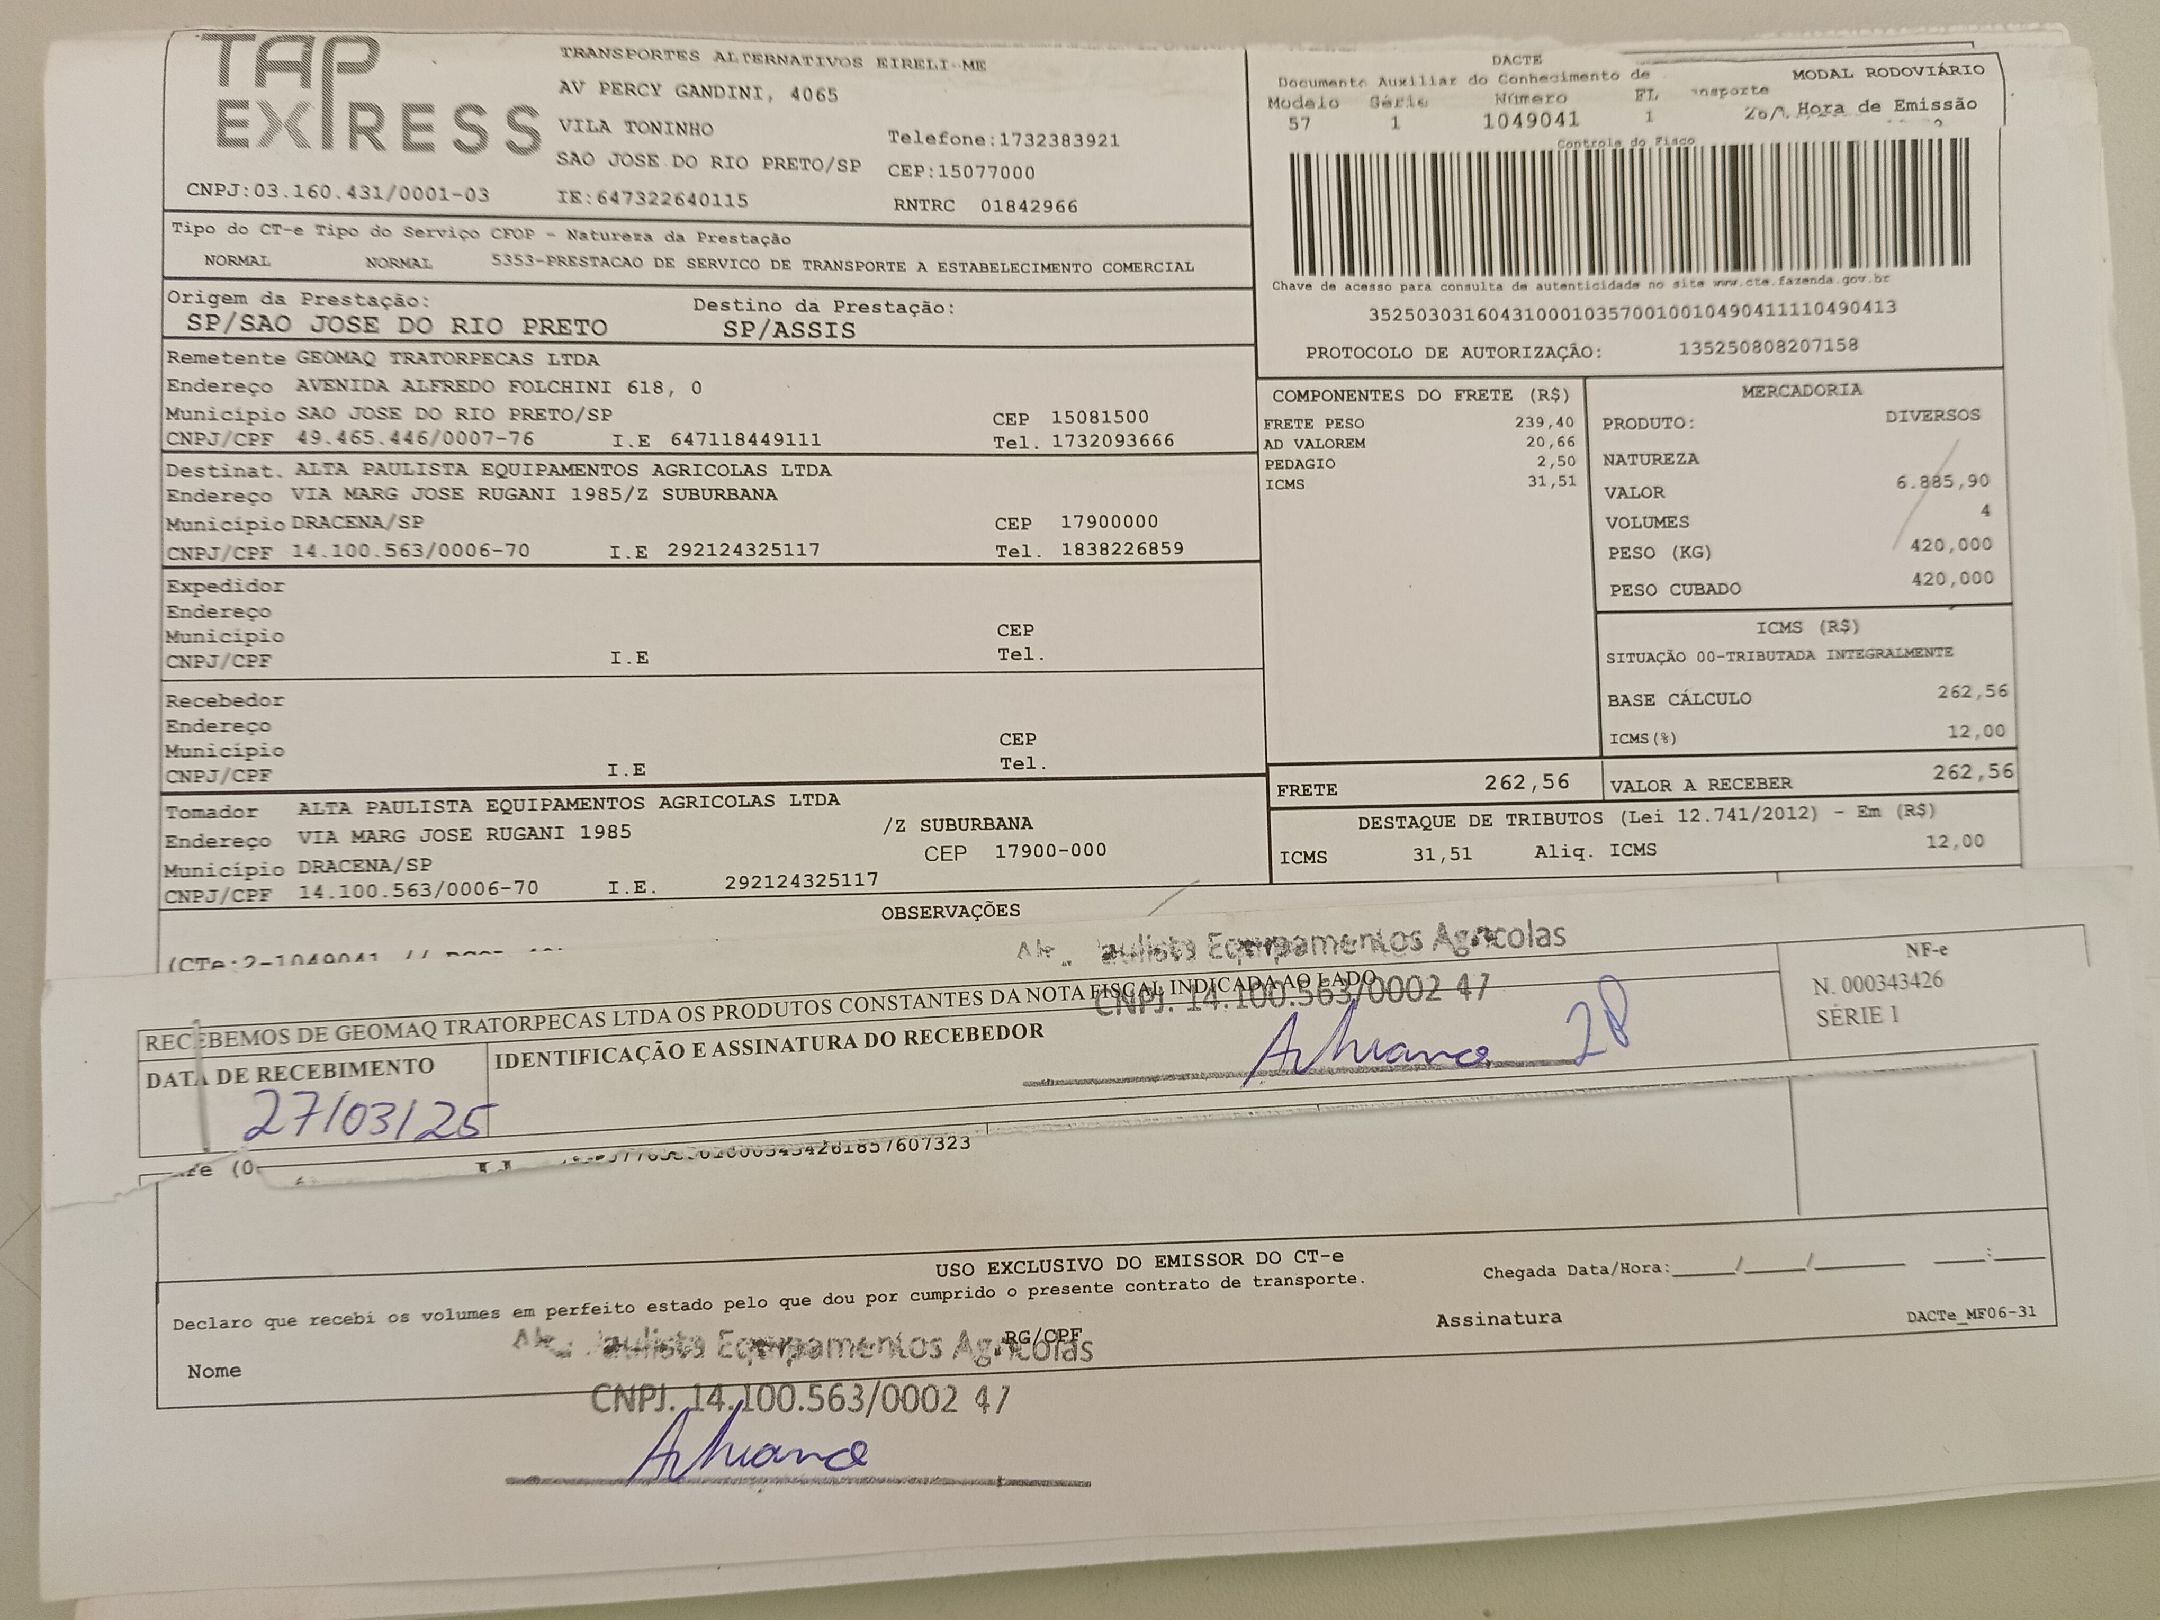 TAP
EXPRESS
CNPJ:03.160.431/0001-03
TRANSPORTES ALTERNATIVOS EIRELI-ME
AV PERCY GANDINI, 4065
VILA TONINHO
Telefone:1732383921
SAO JOSE DO RIO PRETO/SP CEP:15077000
IE:647322640115 RNTRC 01842966
DACTE
Documento Auxiliar do Conhecimento de
MODAL RODOVIÁRIO
Modelo Série Número FL
57 1 1049041 1
Hora de Emissão
Controle do Fisco
Chave de acesso para consulta de autenticidade no site www.cte.fazenda.gov.br
35250303160431000103570010010490411110490413
PROTOCOLO DE AUTORIZAÇÃO: 135250808207158
Tipo do CT-e Tipo do Serviço CFOP - Natureza da Prestação
NORMAL NORMAL 5353-PRESTACAO DE SERVICO DE TRANSPORTE A ESTABELECIMENTO COMERCIAL
Origem da Prestação: Destino da Prestação:
SP/SAO JOSE DO RIO PRETO SP/ASSIS
Remetente GEOMAQ TRATORPECAS LTDA
Endereço AVENIDA ALFREDO FOLCHINI 618, 0
Município SAO JOSE DO RIO PRETO/SP CEP 15081500
CNPJ/CPF 49.465.446/0007-76 I.E 647118449111 Tel. 1732093666
Destinat. ALTA PAULISTA EQUIPAMENTOS AGRICOLAS LTDA
Endereço VIA MARG JOSE RUGANI 1985/Z SUBURBANA
Município DRACENA/SP CEP 17900000
CNPJ/CPF 14.100.563/0006-70 I.E 292124325117 Tel. 1838226859
Expedidor
Endereço
Município CEP
CNPJ/CPF I.E Tel.
Recebedor
Endereço
Município CEP
CNPJ/CPF I.E Tel.
Tomador ALTA PAULISTA EQUIPAMENTOS AGRICOLAS LTDA
Endereço VIA MARG JOSE RUGANI 1985 /Z SUBURBANA
Município DRACENA/SP CEP 17900-000
CNPJ/CPF 14.100.563/0006-70 I.E. 292124325117
COMPONENTES DO FRETE (R$)
FRETE PESO 239,40
AD VALOREM 20,66
PEDAGIO 2,50
ICMS 31,51
MERCADORIA
PRODUTO: DIVERSOS
NATUREZA
VALOR 6.885,90
VOLUMES 4
PESO (KG) 420,000
PESO CUBADO 420,000
ICMS (R$)
SITUAÇÃO 00-TRIBUTADA INTEGRALMENTE
BASE CÁLCULO 262,56
ICMS(%) 12,00
FRETE 262,56 VALOR A RECEBER 262,56
DESTAQUE DE TRIBUTOS (Lei 12.741/2012) - Em (R$)
ICMS 31,51 Aliq. ICMS 12,00
OBSERVAÇÕES
(CTe:2-1049041 //
Paulista Equipamentos Agrícolas
CNPJ. 14.100.563/0002 47
RECEBEMOS DE GEOMAQ TRATORPECAS LTDA OS PRODUTOS CONSTANTES DA NOTA FISCAL INDICADA AO LADO
NF-e
N. 000343426
SÉRIE 1
DATA DE RECEBIMENTO IDENTIFICAÇÃO E ASSINATURA DO RECEBEDOR
27/03/25
28
USO EXCLUSIVO DO EMISSOR DO CT-e
Declaro que recebi os volumes em perfeito estado pelo que dou por cumprido o presente contrato de transporte.
Chegada Data/Hora:_____/_____/_______ ____:____
Nome RG/CPF Assinatura DACTe_MF06-31
Paulista Equipamentos Agrícolas
CNPJ. 14.100.563/0002 47